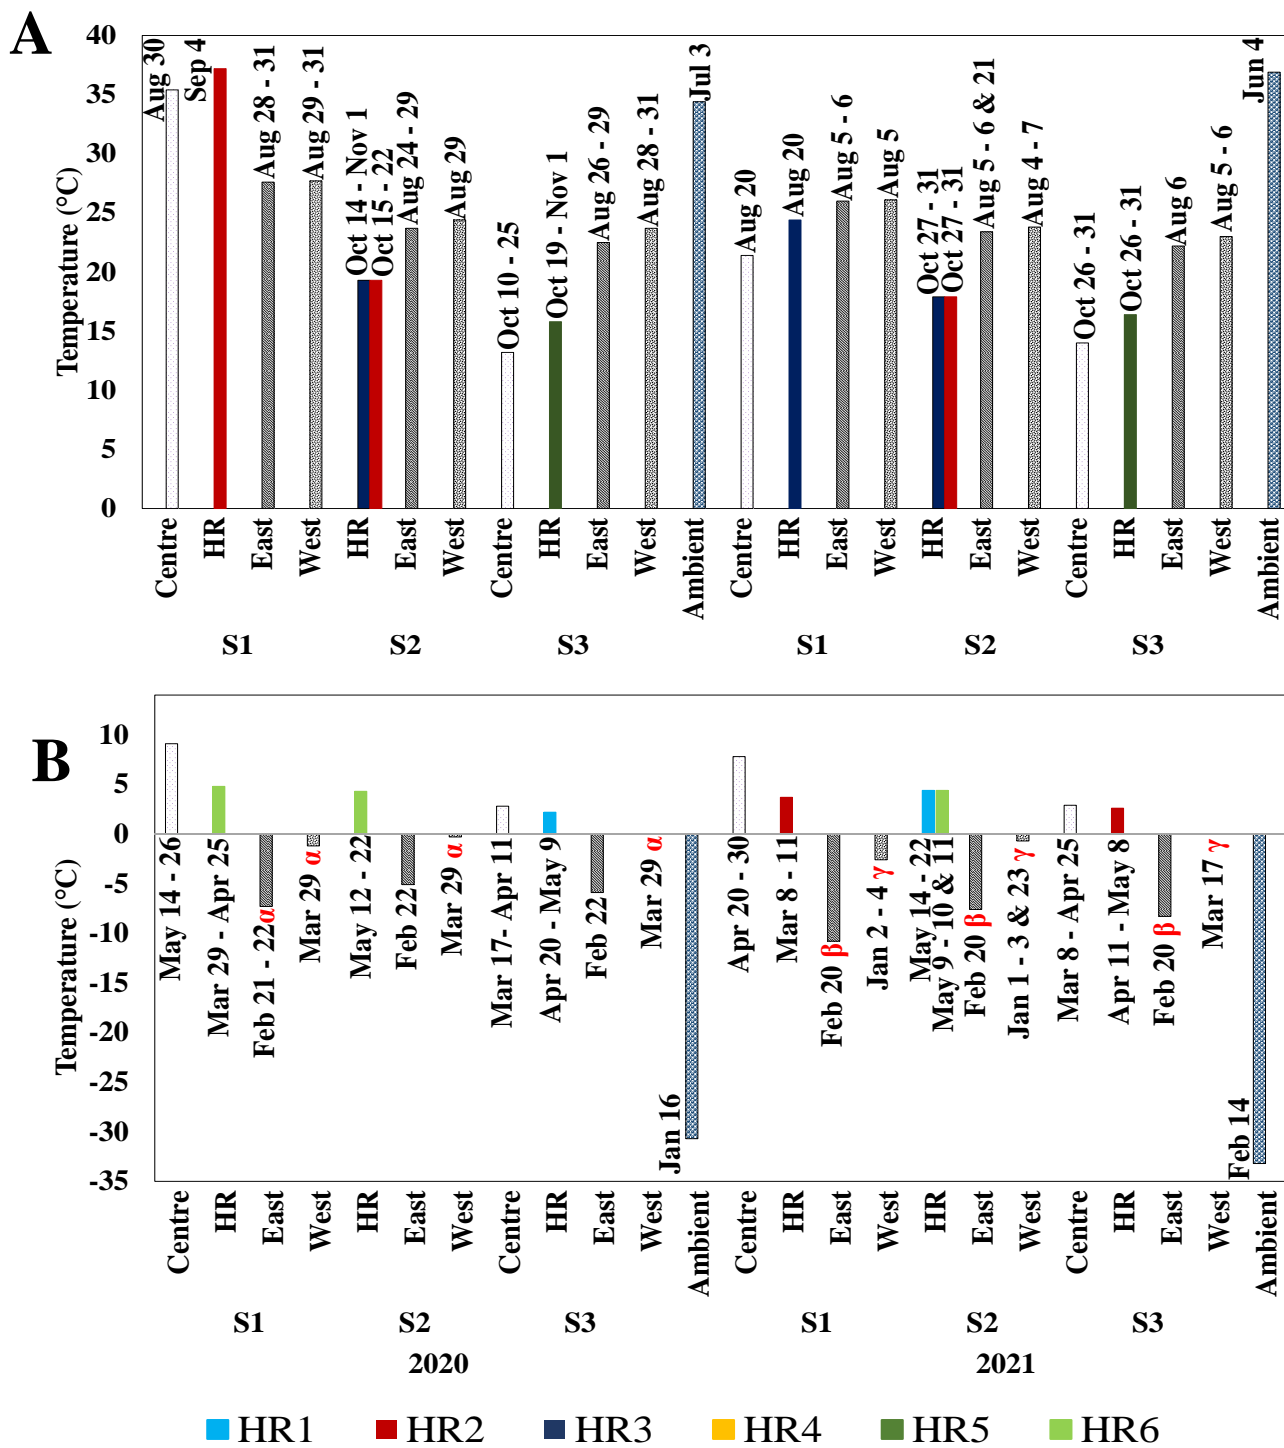 A
Temperature (°C)
40
35
30
25
20
15
10
5
0
Aug 30
Sep 4
Aug 28 - 31
Aug 29 - 31
Oct 14 - Nov 1
Oct 15 - 22
Aug 24 - 29
Aug 29
Oct 10 - 25
Oct 19 - Nov 1
Aug 26 - 29
Aug 28 - 31
Jul 3
Aug 20
Aug 20
Aug 5 - 6
Aug 5
Oct 27 - 31
Oct 27 - 31
Aug 5 - 6 & 21
Aug 4 - 7
Oct 26 - 31
Oct 26 - 31
Aug 6
Aug 5 - 6
Jun 4
Centre
HR
East
West
HR
East
West
Centre
HR
East
West
Ambient
Centre
HR
East
West
HR
East
West
Centre
HR
East
West
Ambient
S1
S2
S3
S1
S2
S3
B
Temperature (°C)
10
5
0
-5
-10
-15
-20
-25
-30
-35
May 14 - 26
Mar 29 - Apr 25
Feb 21 - 22α
Mar 29 α
May 12 - 22
Feb 22
Mar 29 α
Mar 17- Apr 11
Apr 20 - May 9
Feb 22
Mar 29 α
Jan 16
Apr 20 - 30
Mar 8 - 11
Feb 20 β
Jan 2 - 4 γ
May 14 - 22
May 9 - 10 & 11
Feb 20 β
Jan 1 - 3 & 23 γ
Mar 8 - Apr 25
Apr 11 - May 8
Feb 20 β
Mar 17 γ
Feb 14
Centre
HR
East
West
HR
East
West
Centre
HR
East
West
Ambient
Centre
HR
East
West
HR
East
West
Centre
HR
East
West
Ambient
S1
S2
S3
S1
S2
S3
2020
2021
HR1
HR2
HR3
HR4
HR5
HR6